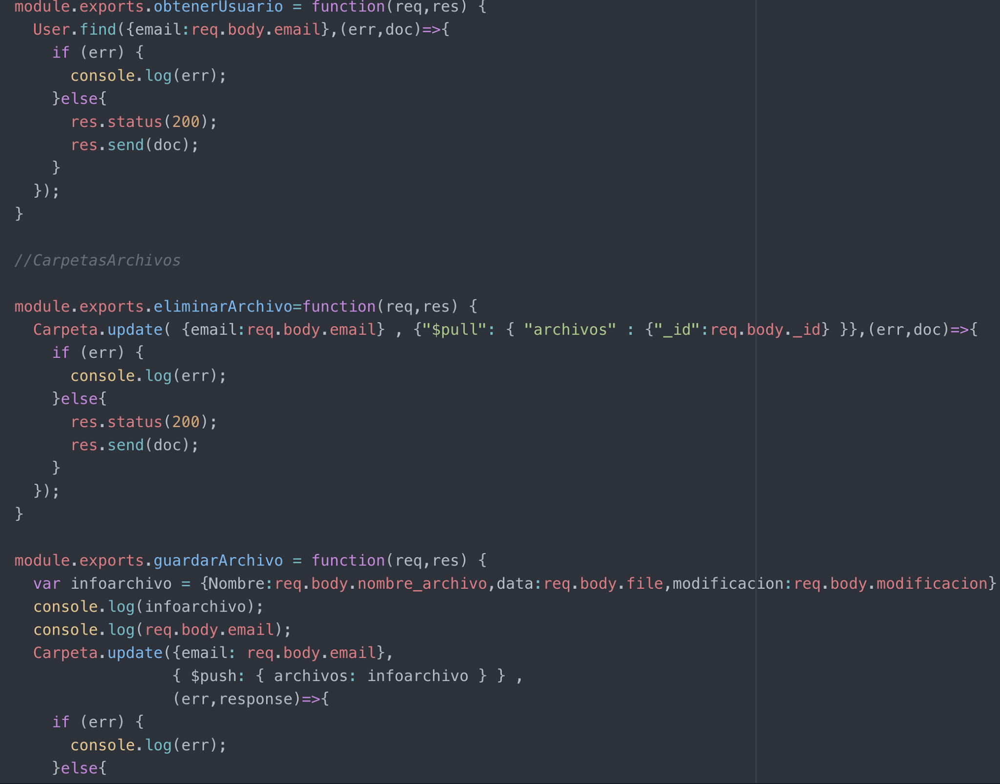 module.exports.obtenerUsuario = function(req,res) {
  User.find({email:req.body.email},(err,doc)=>{
    if (err) {
      console.log(err);
    }else{
      res.status(200);
      res.send(doc);
    }
  });
}

//CarpetasArchivos

module.exports.eliminarArchivo=function(req,res) {
  Carpeta.update( {email:req.body.email} , {"$pull": { "archivos" : {"_id":req.body._id} }},(err,doc)=>{
    if (err) {
      console.log(err);
    }else{
      res.status(200);
      res.send(doc);
    }
  });
}

module.exports.guardarArchivo = function(req,res) {
  var infoarchivo = {Nombre:req.body.nombre_archivo,data:req.body.file,modificacion:req.body.modificacion}
  console.log(infoarchivo);
  console.log(req.body.email);
  Carpeta.update({email: req.body.email},
                 { $push: { archivos: infoarchivo } } ,
                 (err,response)=>{
    if (err) {
      console.log(err);
    }else{